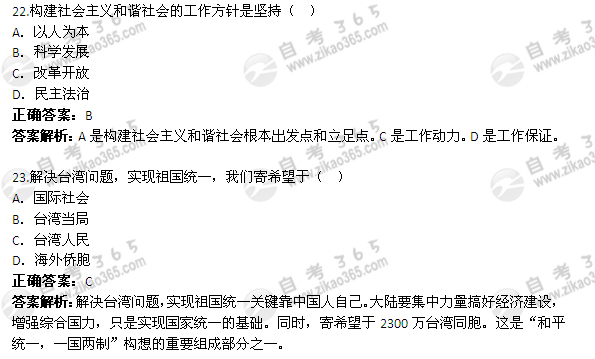 22.构建社会主义和谐社会的工作方针是坚持（　）
A．以人为本
B．科学发展
C．改革开放
D．民主法治
正确答案：B
答案解析：A 是构建社会主义和谐社会根本出发点和立足点。C 是工作动力。D 是工作保证。
23.解决台湾问题，实现祖国统一，我们寄希望于（　）
A．国际社会
B．台湾当局
C．台湾人民
D．海外侨胞
正确答案：C
答案解析：解决台湾问题，实现祖国统一关键靠中国人自己。大陆要集中力量搞好经济建设，
增强综合国力，只是实现国家统一的基础。同时，寄希望于 2300 万台湾同胞。这是“和平
统一，一国两制”构想的重要组成部分之一。
自考365
www.zikao365.com